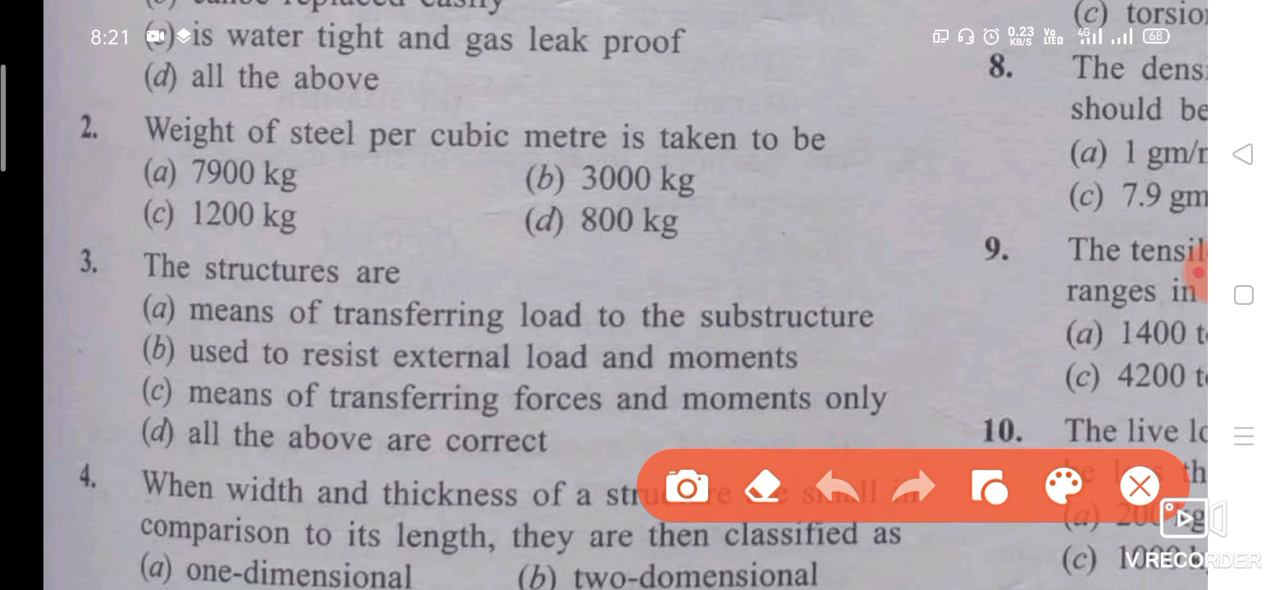 8:21
0.23 KB/S
Vo LTED
4G
68
(c) is water tight and gas leak proof
(d) all the above
2. Weight of steel per cubic metre is taken to be
(a) 7900 kg (b) 3000 kg
(c) 1200 kg (d) 800 kg
3. The structures are
(a) means of transferring load to the substructure
(b) used to resist external load and moments
(c) means of transferring forces and moments only
(d) all the above are correct
4. When width and thickness of a
comparison to its length, they are then classified as
(a) one-dimensional (b) two-domensional
(c)
8. The
should be
(a) 1
(c) 7.9
9. The
ranges in
(a) 1400
(c) 4200
10. The live
(a)
(c)
V RECORDER